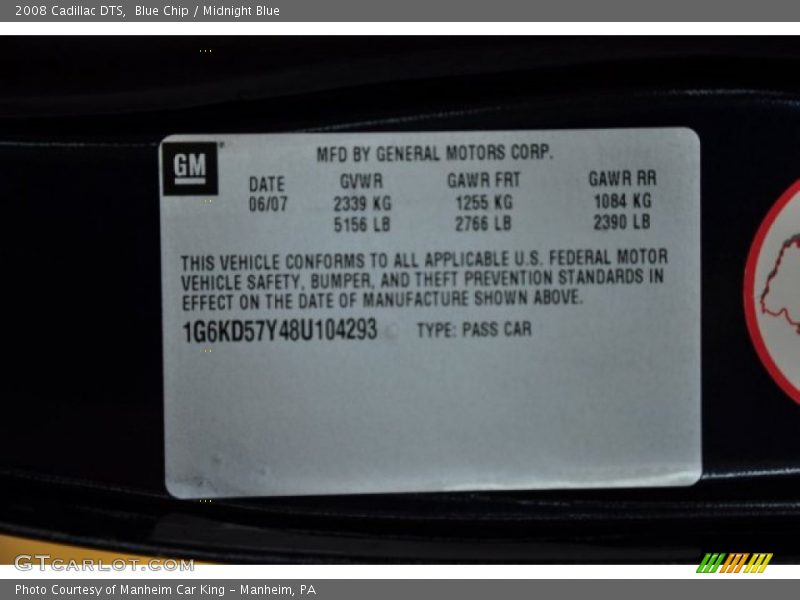 2008 Cadillac DTS,  Blue Chip / Midnight Blue
GM
MFD BY GENERAL MOTORS CORP.
DATE GVWR GAWR FRT GAWR RR
06/07 2339 KG 1255 KG 1084 KG
5156 LB 2766 LB 2390 LB
THIS VEHICLE CONFORMS TO ALL APPLICABLE U.S. FEDERAL MOTOR
VEHICLE SAFETY, BUMPER, AND THEFT PREVENTION STANDARDS IN
EFFECT ON THE DATE OF MANUFACTURE SHOWN ABOVE.
1G6KD57Y48U104293 TYPE: PASS CAR
GTCARLOT.COM
Photo Courtesy of Manheim Car King - Manheim, PA